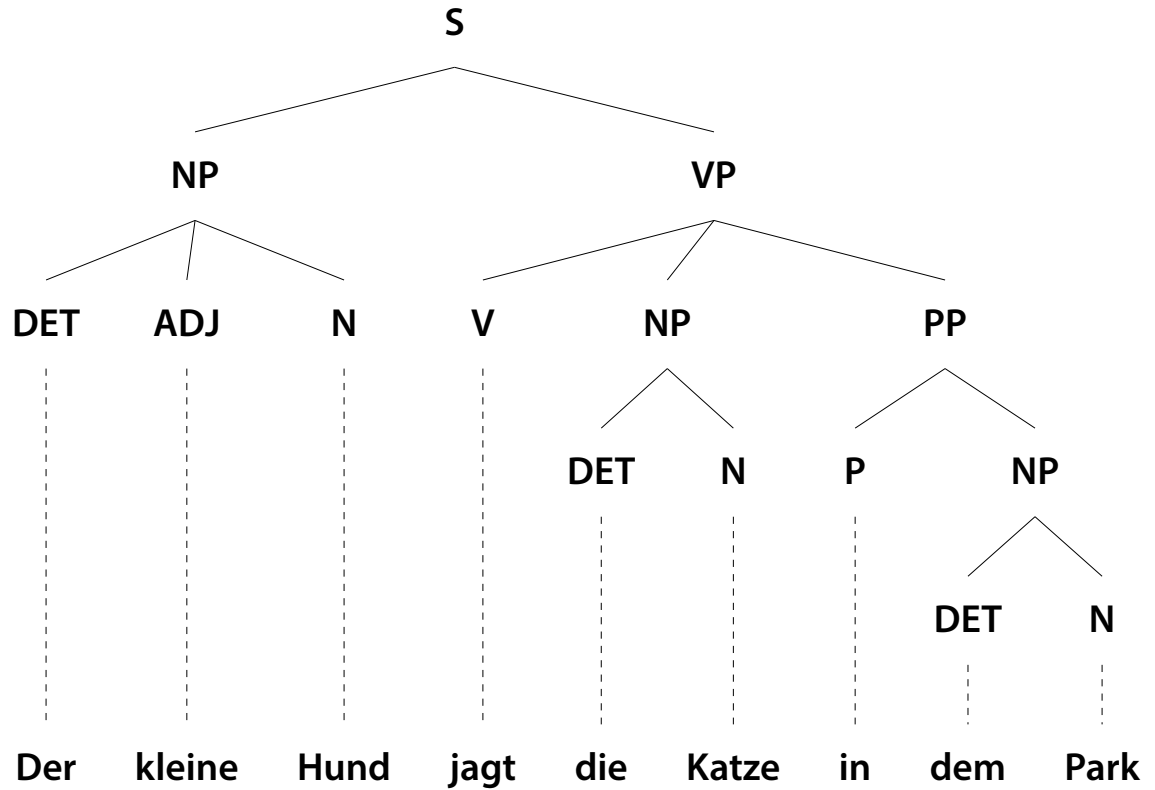 S
NP VP
DET ADJ N V NP PP
DET N P NP
DET N
Der kleine Hund jagt die Katze in dem Park